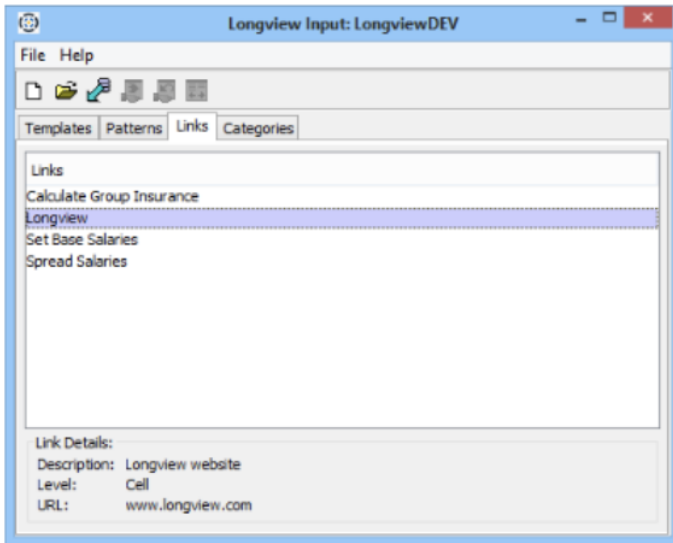 Longview Input: LongviewDEV
File Help
Templates Patterns Links Categories
Links
Calculate Group Insurance
Longview
Set Base Salaries
Spread Salaries
Link Details:
Description: Longview website
Level: Cell
URL: www.longview.com